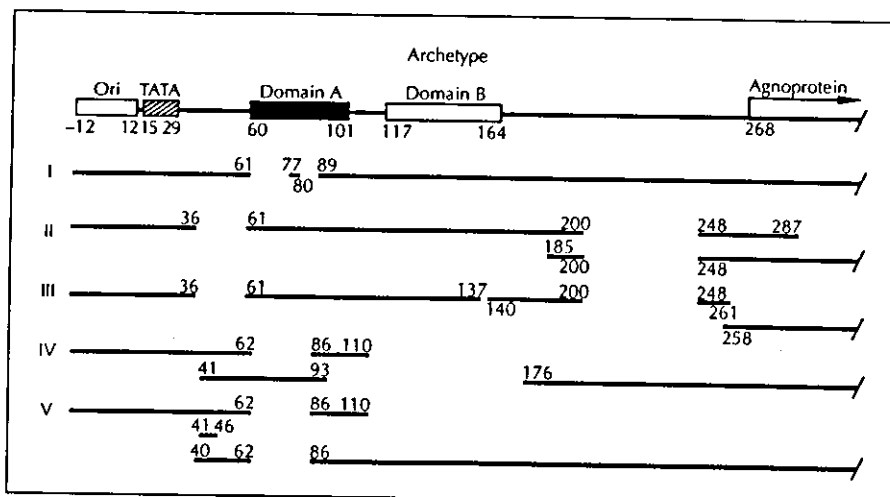 Archetype
Ori TATA Domain A Domain B Agnoprotein
−12 12 15 29 60 101 117 164 268
61 77 89
I
80
36 61 200 248 287
II
185
200 248
36 61 137 200 248
III
140 261
258
62 86 110
IV
41 93 176
62 86 110
V
41 46
40 62 86